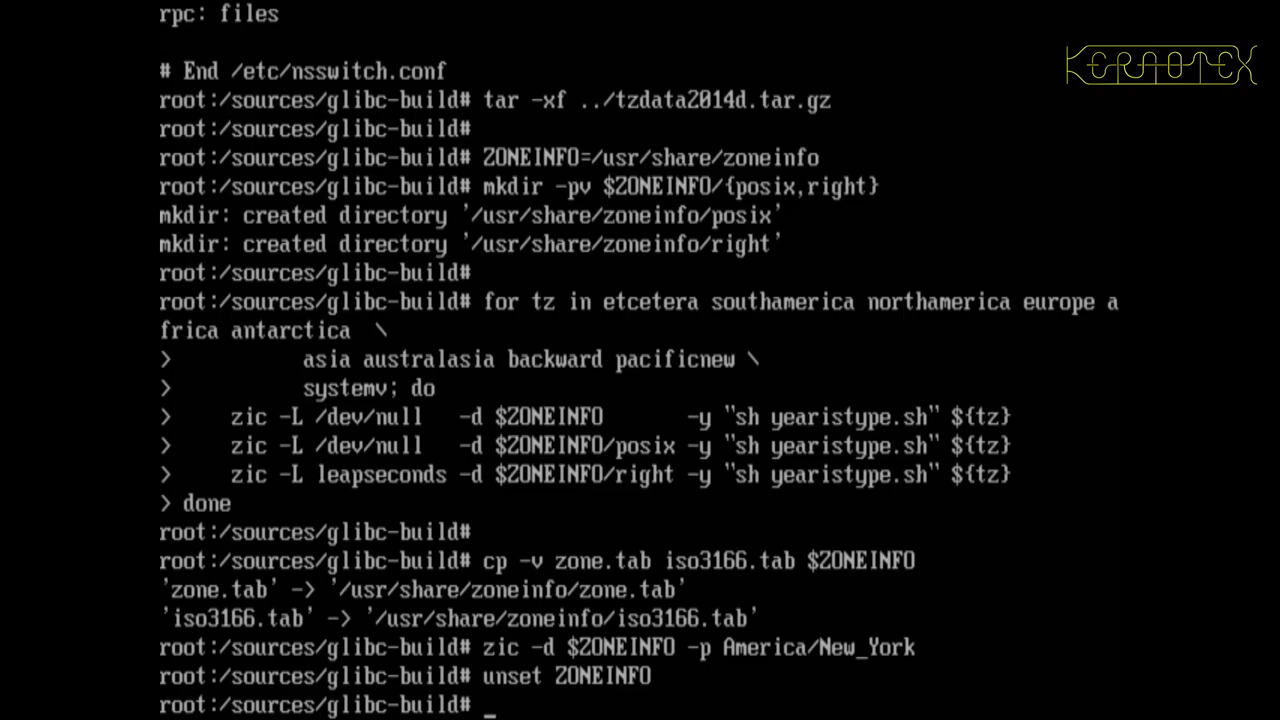 rpc: files
# End /etc/nsswitch.conf
root:/sources/glibc-build# tar -xf ../tzdata2014d.tar.gz
root:/sources/glibc-build#
root:/sources/glibc-build# ZONEINFO=/usr/share/zoneinfo
root:/sources/glibc-build# mkdir -pv $ZONEINFO/{posix,right}
mkdir: created directory '/usr/share/zoneinfo/posix'
mkdir: created directory '/usr/share/zoneinfo/right'
root:/sources/glibc-build#
root:/sources/glibc-build# for tz in etcetera southamerica northamerica europe a
frica antarctica  \
>           asia australasia backward pacificnew \
>           systemv; do
>     zic -L /dev/null   -d $ZONEINFO       -y "sh yearistype.sh" ${tz}
>     zic -L /dev/null   -d $ZONEINFO/posix -y "sh yearistype.sh" ${tz}
>     zic -L leapseconds -d $ZONEINFO/right -y "sh yearistype.sh" ${tz}
> done
root:/sources/glibc-build#
root:/sources/glibc-build# cp -v zone.tab iso3166.tab $ZONEINFO
'zone.tab' -> '/usr/share/zoneinfo/zone.tab'
'iso3166.tab' -> '/usr/share/zoneinfo/iso3166.tab'
root:/sources/glibc-build# zic -d $ZONEINFO -p America/New_York
root:/sources/glibc-build# unset ZONEINFO
root:/sources/glibc-build# _